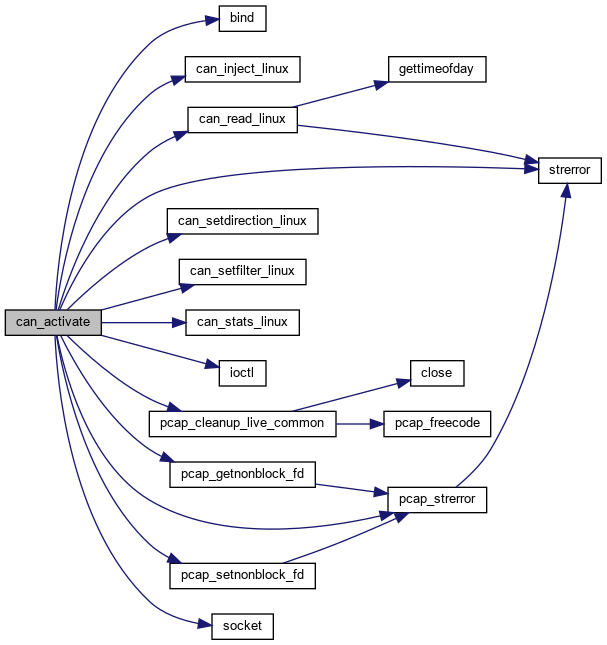 bind
can_inject_linux
gettimeofday
can_read_linux
strerror
can_setdirection_linux
can_setfilter_linux
can_activate
can_stats_linux
ioctl
close
pcap_cleanup_live_common
pcap_freecode
pcap_getnonblock_fd
pcap_strerror
pcap_setnonblock_fd
socket